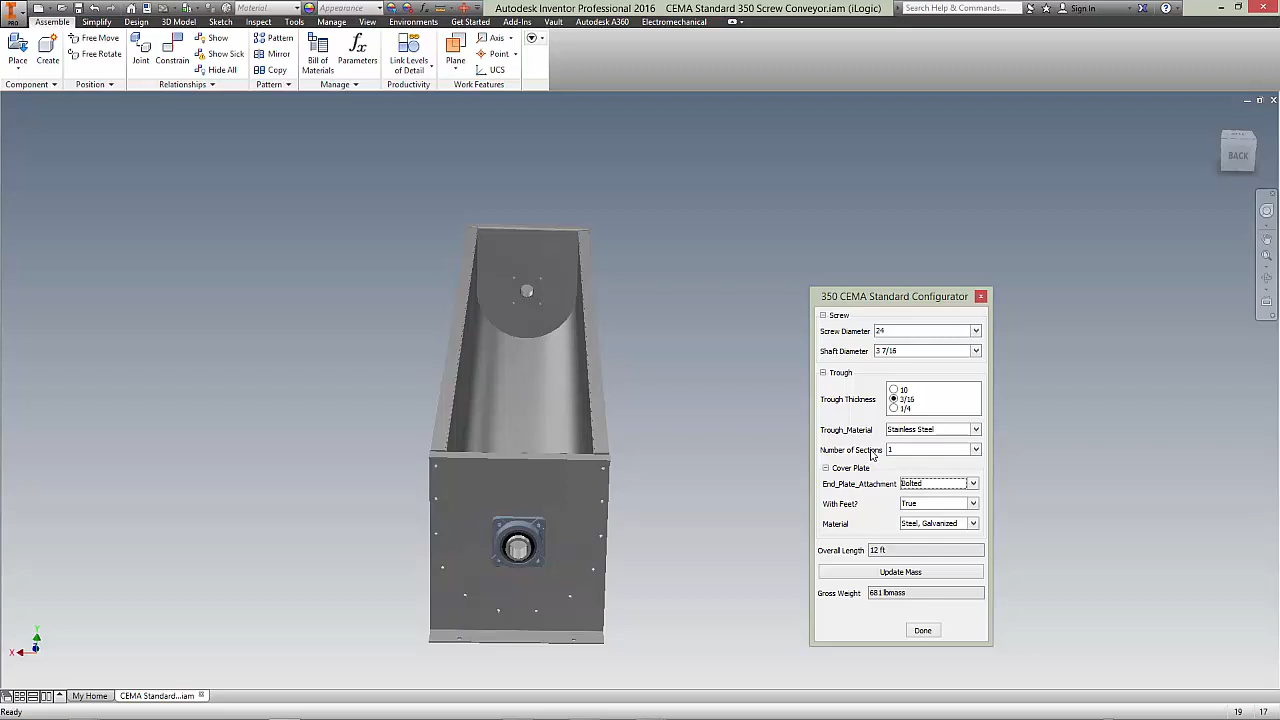 Material
Appearance
Autodesk Inventor Professional 2016 CEMA Standard 350 Screw Conveyor.iam (iLogic)
Search Help & Commands...
Sign In
PRO
Assemble Simplify Design 3D Model Sketch Inspect Tools Manage View Environments Get Started Add-Ins Vault Autodesk A360 Electromechanical
Place Create
Free Move
Free Rotate
Joint Constrain
Show
Show Sick
Hide All
Pattern
Mirror
Copy
Bill of Materials
Parameters
Link Levels of Detail
Plane
Axis
Point
UCS
Component Position Relationships Pattern Manage Productivity Work Features
BACK
350 CEMA Standard Configurator
Screw
Screw Diameter 24
Shaft Diameter 3 7/16
Trough
10
Trough Thickness 3/16
1/4
Trough_Material Stainless Steel
Number of Sections 1
Cover Plate
End_Plate_Attachment Bolted
With Feet? True
Material Steel, Galvanized
Overall Length 12 ft
Update Mass
Gross Weight 681 lbmass
Done
Y
X
My Home CEMA Standard...iam
Ready
19 17